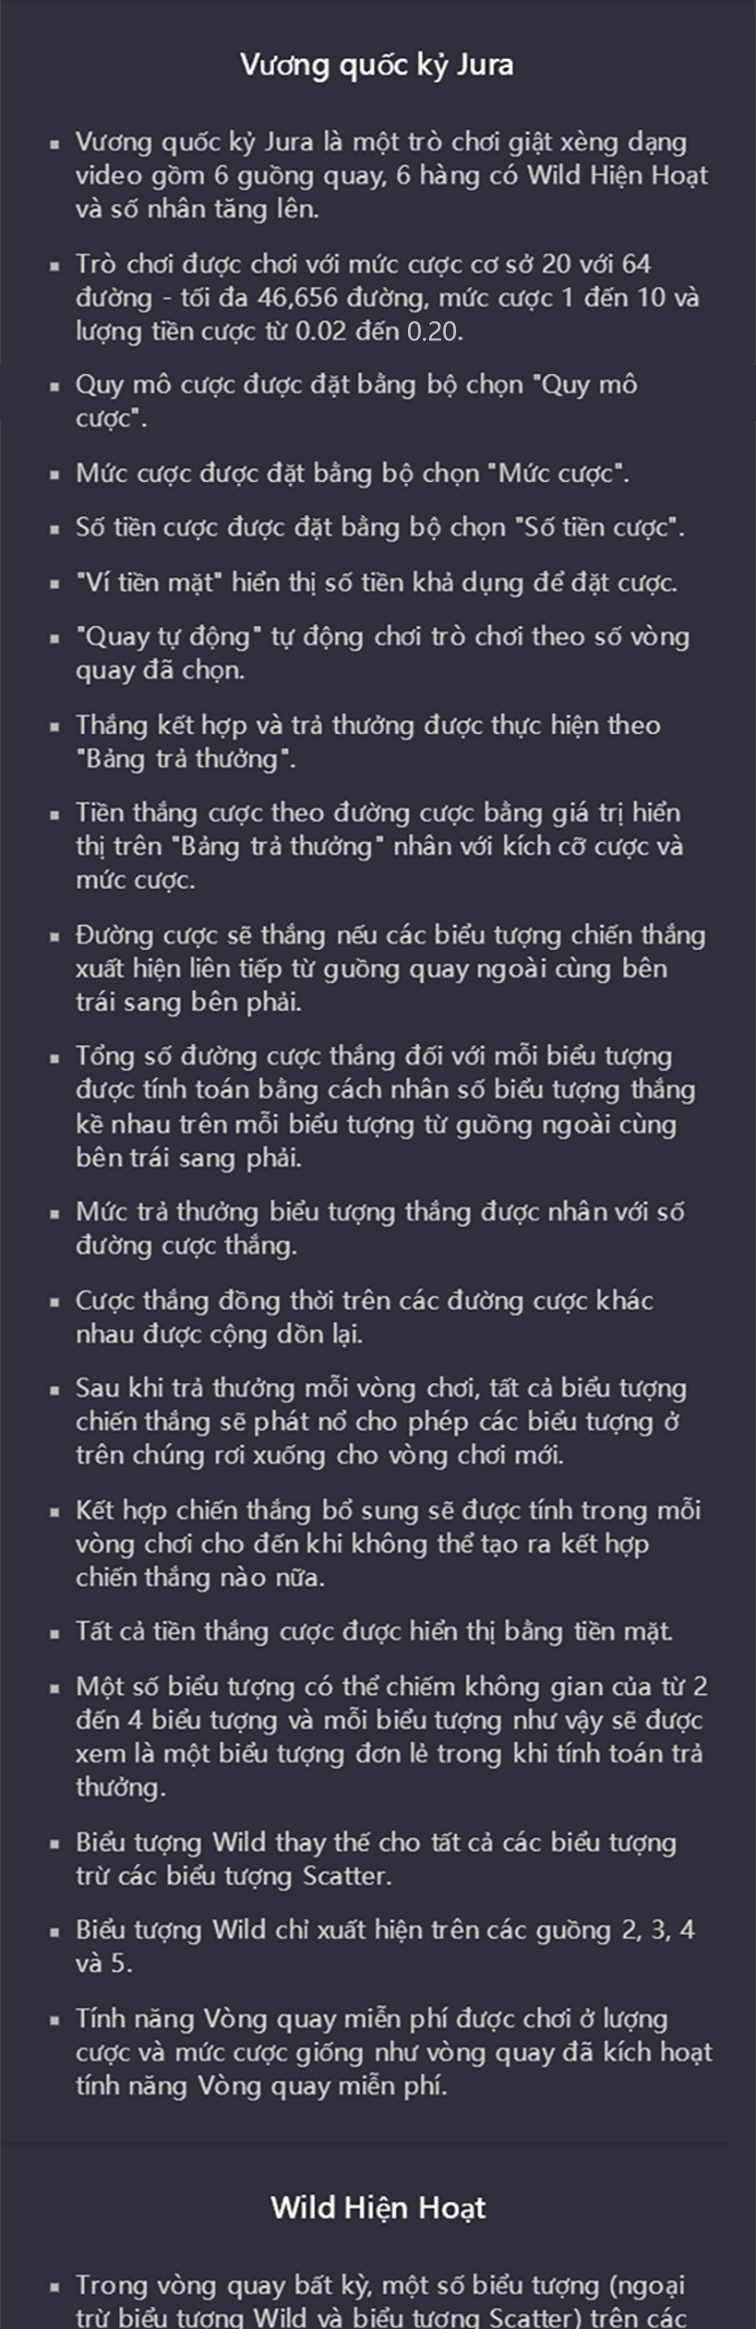 Vương quốc kỷ Jura
▪ Vương quốc kỷ Jura là một trò chơi giật xèng dạng
video gồm 6 guồng quay, 6 hàng có Wild Hiện Hoạt
và số nhân tăng lên.
▪ Trò chơi được chơi với mức cược cơ sở 20 với 64
đường - tối đa 46,656 đường, mức cược 1 đến 10 và
lượng tiền cược từ 0.02 đến 0.20.
▪ Quy mô cược được đặt bằng bộ chọn "Quy mô
cược".
▪ Mức cược được đặt bằng bộ chọn "Mức cược".
▪ Số tiền cược được đặt bằng bộ chọn "Số tiền cược".
▪ "Ví tiền mặt" hiển thị số tiền khả dụng để đặt cược.
▪ "Quay tự động" tự động chơi trò chơi theo số vòng
quay đã chọn.
▪ Thắng kết hợp và trả thưởng được thực hiện theo
"Bảng trả thưởng".
▪ Tiền thắng cược theo đường cược bằng giá trị hiển
thị trên "Bảng trả thưởng" nhân với kích cỡ cược và
mức cược.
▪ Đường cược sẽ thắng nếu các biểu tượng chiến thắng
xuất hiện liên tiếp từ guồng quay ngoài cùng bên
trái sang bên phải.
▪ Tổng số đường cược thắng đối với mỗi biểu tượng
được tính toán bằng cách nhân số biểu tượng thắng
kề nhau trên mỗi biểu tượng từ guồng ngoài cùng
bên trái sang phải.
▪ Mức trả thưởng biểu tượng thắng được nhân với số
đường cược thắng.
▪ Cược thắng đồng thời trên các đường cược khác
nhau được cộng dồn lại.
▪ Sau khi trả thưởng mỗi vòng chơi, tất cả biểu tượng
chiến thắng sẽ phát nổ cho phép các biểu tượng ở
trên chúng rơi xuống cho vòng chơi mới.
▪ Kết hợp chiến thắng bổ sung sẽ được tính trong mỗi
vòng chơi cho đến khi không thể tạo ra kết hợp
chiến thắng nào nữa.
▪ Tất cả tiền thắng cược được hiển thị bằng tiền mặt.
▪ Một số biểu tượng có thể chiếm không gian của từ 2
đến 4 biểu tượng và mỗi biểu tượng như vậy sẽ được
xem là một biểu tượng đơn lẻ trong khi tính toán trả
thưởng.
▪ Biểu tượng Wild thay thế cho tất cả các biểu tượng
trừ các biểu tượng Scatter.
▪ Biểu tượng Wild chỉ xuất hiện trên các guồng 2, 3, 4
và 5.
▪ Tính năng Vòng quay miễn phí được chơi ở lượng
cược và mức cược giống như vòng quay đã kích hoạt
tính năng Vòng quay miễn phí.
Wild Hiện Hoạt
▪ Trong vòng quay bất kỳ, một số biểu tượng (ngoại
trừ biểu tượng Wild và biểu tượng Scatter) trên các